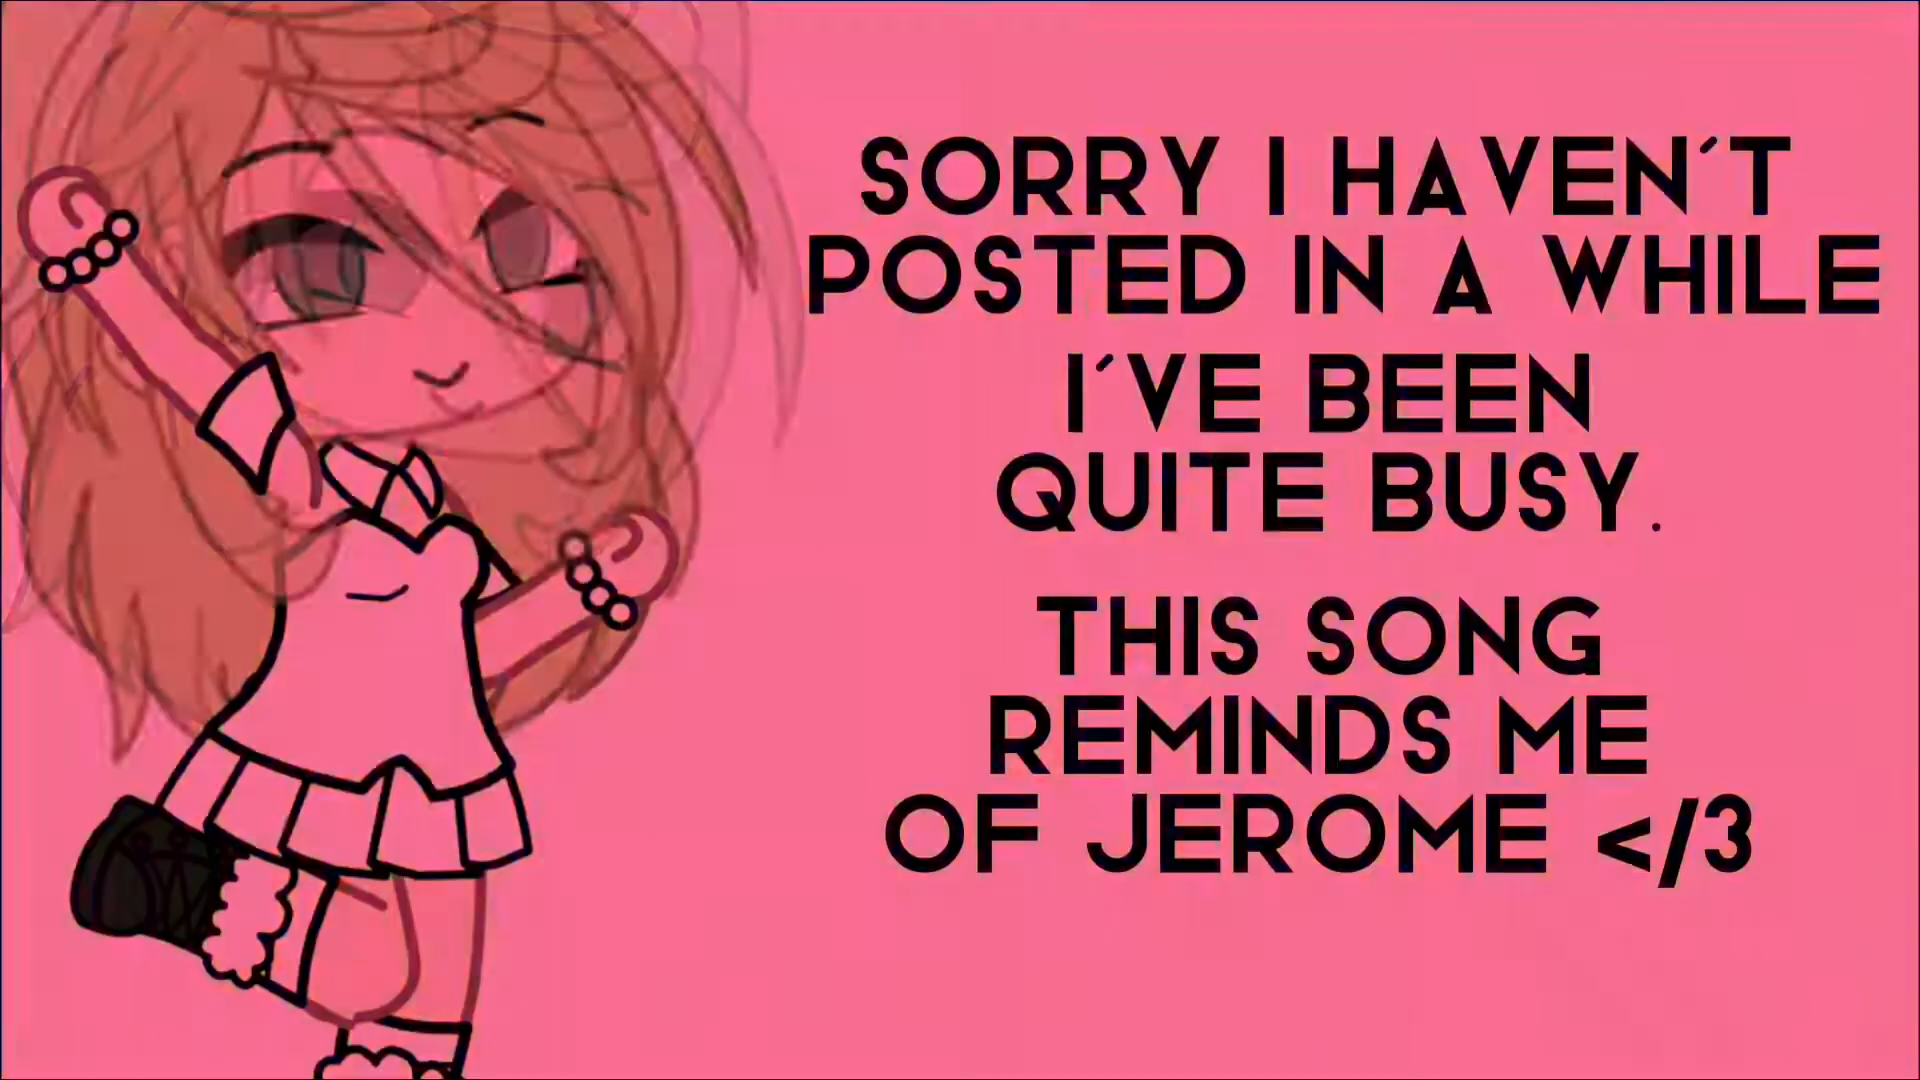 SORRY I HAVEN'T
POSTED IN A WHILE
I'VE BEEN
QUITE BUSY.
THIS SONG
REMINDS ME
OF JEROME </3